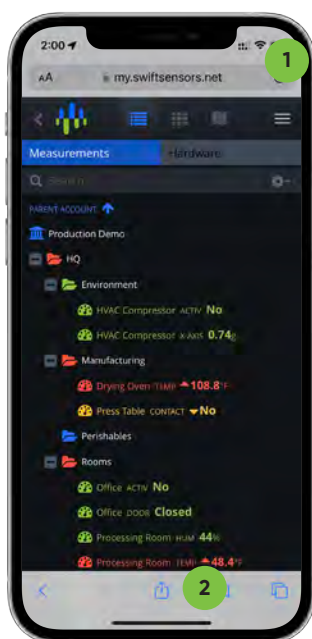 2:00
1
AA my.swiftsensors.net
Measurements Hardware
Search
PARENT ACCOUNT
Production Demo
HQ
Environment
HVAC Compressor ACTIV No
HVAC Compressor X-AXIS 0.74g
Manufacturing
Drying Oven TEMP 108.8°F
Press Table CONTACT No
Perishables
Rooms
Office ACTIV No
Office DOOR Closed
Processing Room HUM 44%
Processing Room TEMP 48.4°F
2